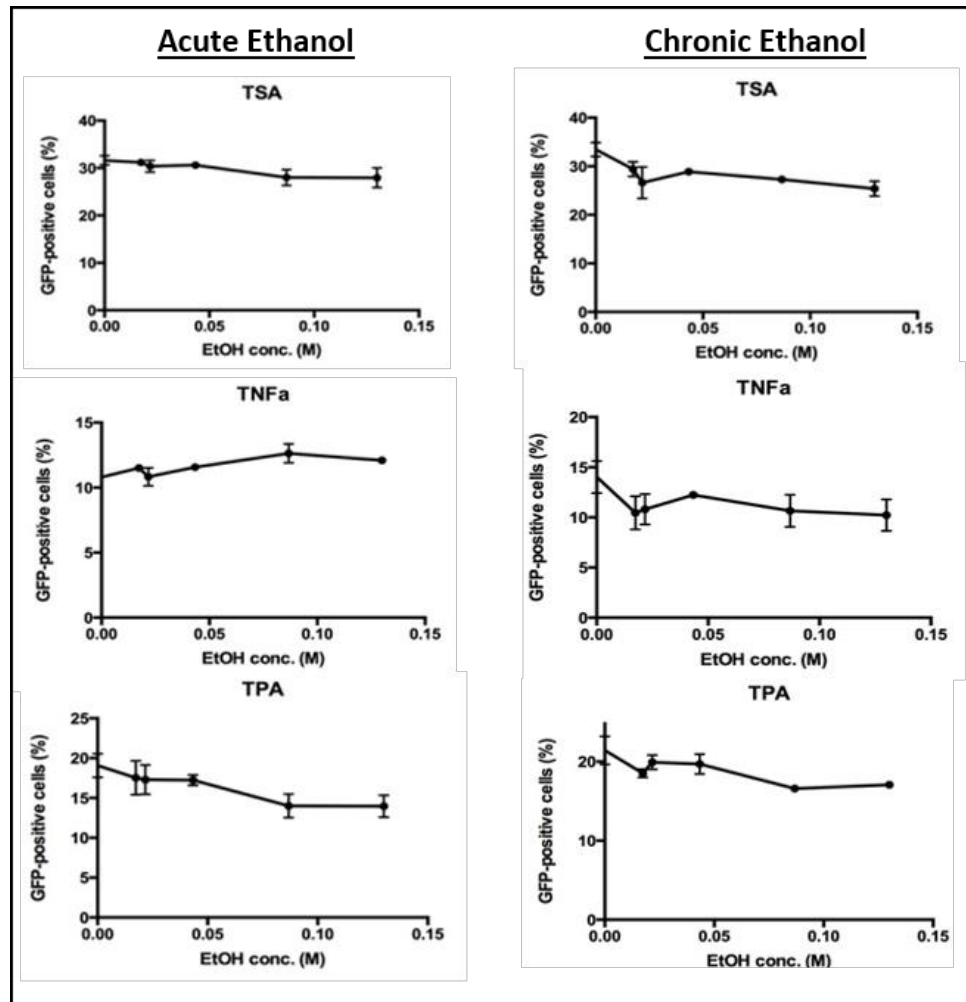 Acute Ethanol
TSA
GFP-positive cells (%)
40
30
20
10
0
0.00 0.05 0.10 0.15
EtOH conc. (M)
TNFa
GFP-positive cells (%)
15
10
5
0
0.00 0.05 0.10 0.15
EtOH conc. (M)
TPA
GFP-positive cells (%)
25
20
15
10
5
0
0.00 0.05 0.10 0.15
EtOH conc. (M)
Chronic Ethanol
TSA
GFP-positive cells (%)
40
30
20
10
0
0.00 0.05 0.10 0.15
EtOH conc. (M)
TNFa
GFP-positive cells (%)
20
15
10
5
0
0.00 0.05 0.10 0.15
EtOH conc. (M)
TPA
GFP-positive cells (%)
20
10
0
0.00 0.05 0.10 0.15
EtOH conc. (M)